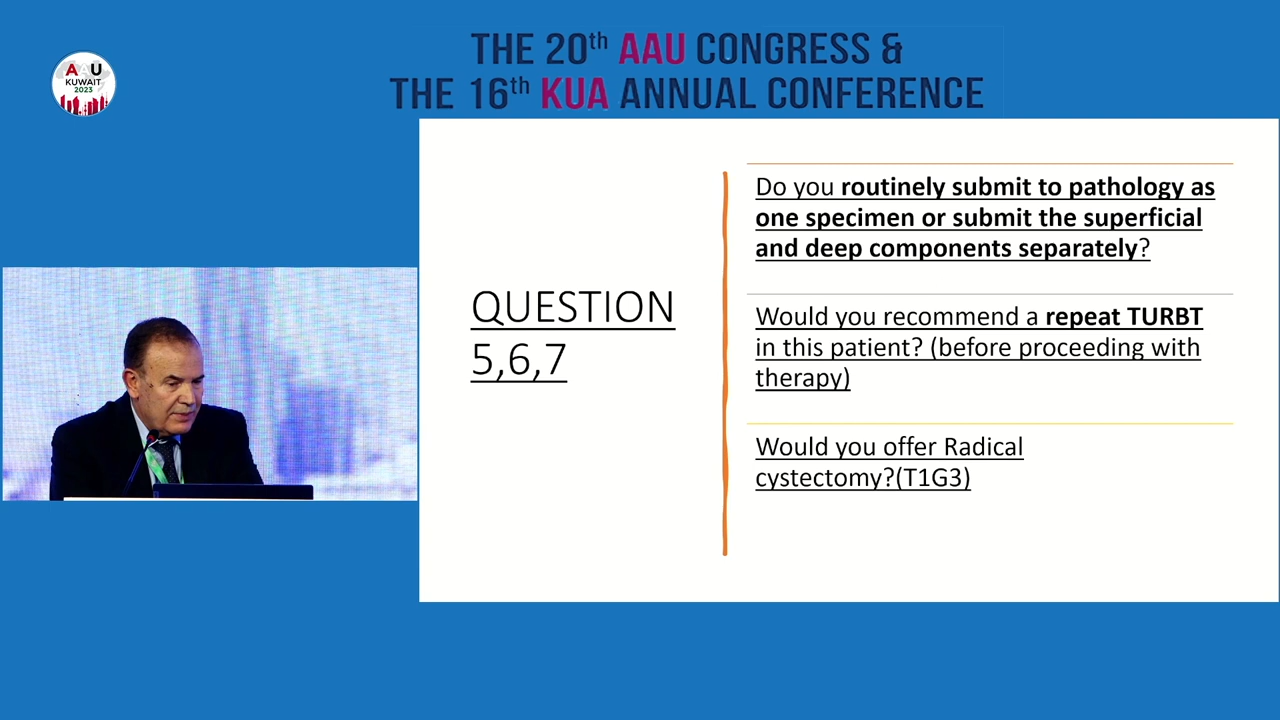 THE 20th AAU CONGRESS &
THE 16th KUA ANNUAL CONFERENCE
AAU
KUWAIT
2023
QUESTION
5,6,7
Do you routinely submit to pathology as
one specimen or submit the superficial
and deep components separately?
Would you recommend a repeat TURBT
in this patient? (before proceeding with
therapy)
Would you offer Radical
cystectomy?(T1G3)